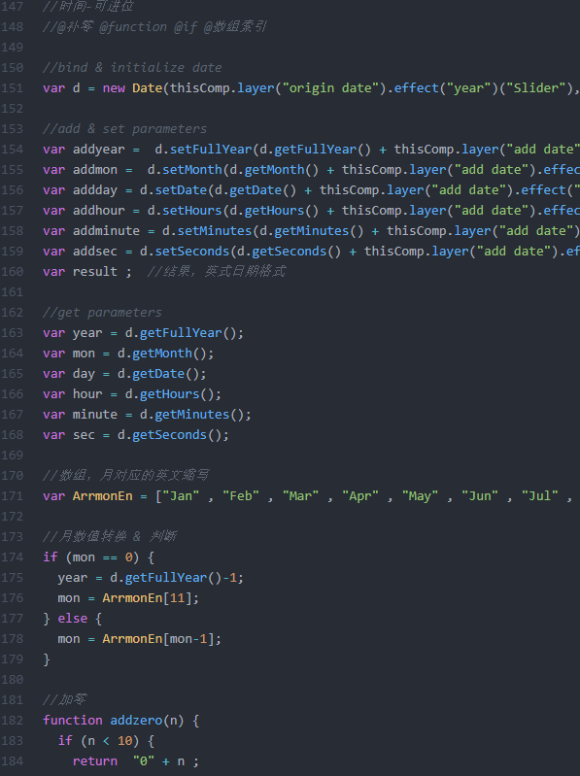 147 //时间-可进位
148 //@补零 @function @if @数组索引
149
150 //bind & initialize date
151 var d = new Date(thisComp.layer("origin date").effect("year")("Slider"),
152
153 //add & set parameters
154 var addyear =  d.setFullYear(d.getFullYear() + thisComp.layer("add date"
155 var addmon =  d.setMonth(d.getMonth() + thisComp.layer("add date").effec
156 var addday = d.setDate(d.getDate() + thisComp.layer("add date").effect("
157 var addhour = d.setHours(d.getHours() + thisComp.layer("add date").effec
158 var addminute = d.setMinutes(d.getMinutes() + thisComp.layer("add date")
159 var addsec = d.setSeconds(d.getSeconds() + thisComp.layer("add date").ef
160 var result ;  //结果，英式日期格式
161
162 //get parameters
163 var year = d.getFullYear();
164 var mon = d.getMonth();
165 var day = d.getDate();
166 var hour = d.getHours();
167 var minute = d.getMinutes();
168 var sec = d.getSeconds();
169
170 //数组，月对应的英文缩写
171 var ArrmonEn = ["Jan" , "Feb" , "Mar" , "Apr" , "May" , "Jun" , "Jul" ,
172
173 //月数值转换 & 判断
174 if (mon == 0) {
175   year = d.getFullYear()-1;
176   mon = ArrmonEn[11];
177 } else {
178   mon = ArrmonEn[mon-1];
179 }
180
181 //加零
182 function addzero(n) {
183   if (n < 10) {
184     return  "0" + n ;